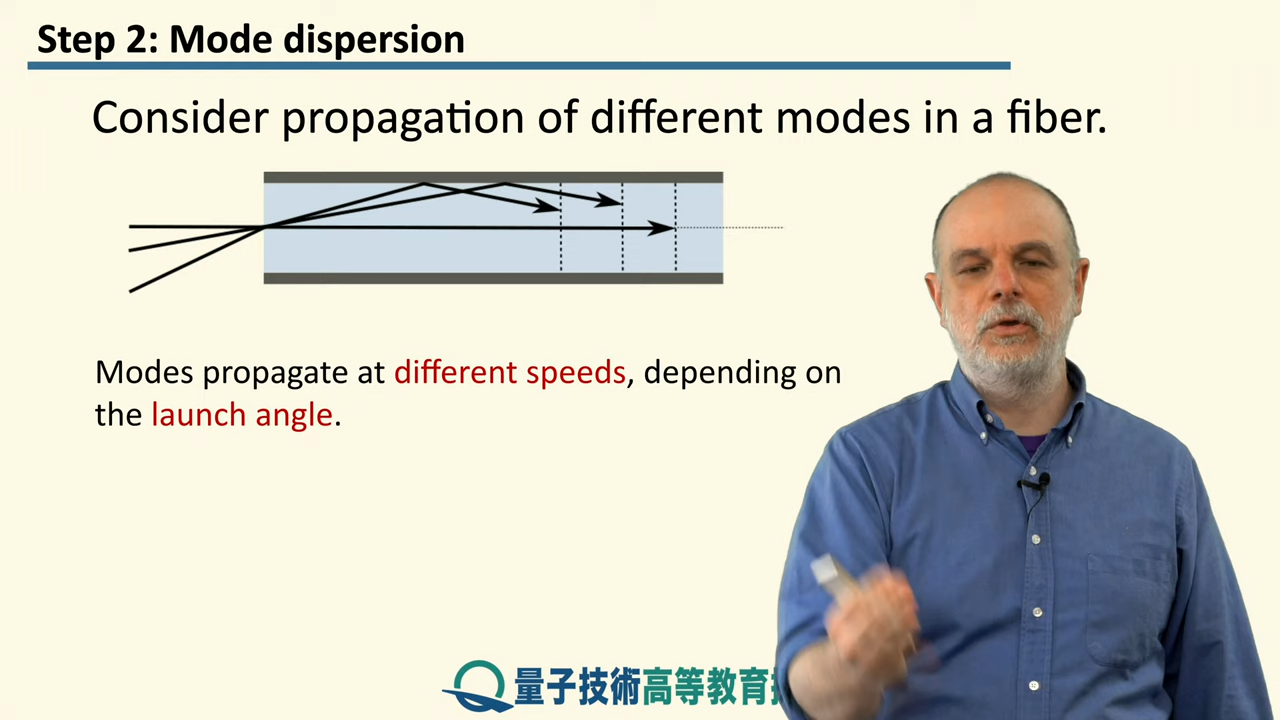 Step 2: Mode dispersion
Consider propagation of different modes in a fiber.
Modes propagate at different speeds, depending on
the launch angle.
量子技術高等教育